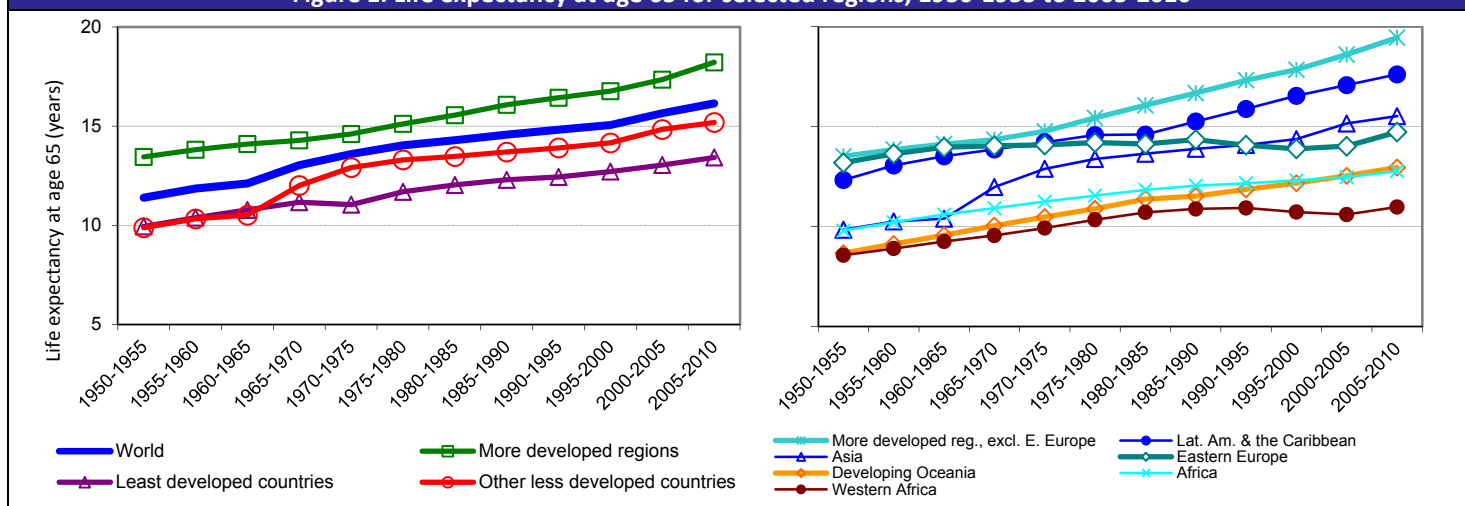 Life expectancy at age 65 (years)
20
15
10
5
1950-1955
1955-1960
1960-1965
1965-1970
1970-1975
1975-1980
1980-1985
1985-1990
1990-1995
1995-2000
2000-2005
2005-2010
1950-1955
1955-1960
1960-1965
1965-1970
1970-1975
1975-1980
1980-1985
1985-1990
1990-1995
1995-2000
2000-2005
2005-2010
World
More developed regions
Least developed countries
Other less developed countries
More developed reg., excl. E. Europe
Lat. Am. & the Caribbean
Asia
Eastern Europe
Developing Oceania
Africa
Western Africa